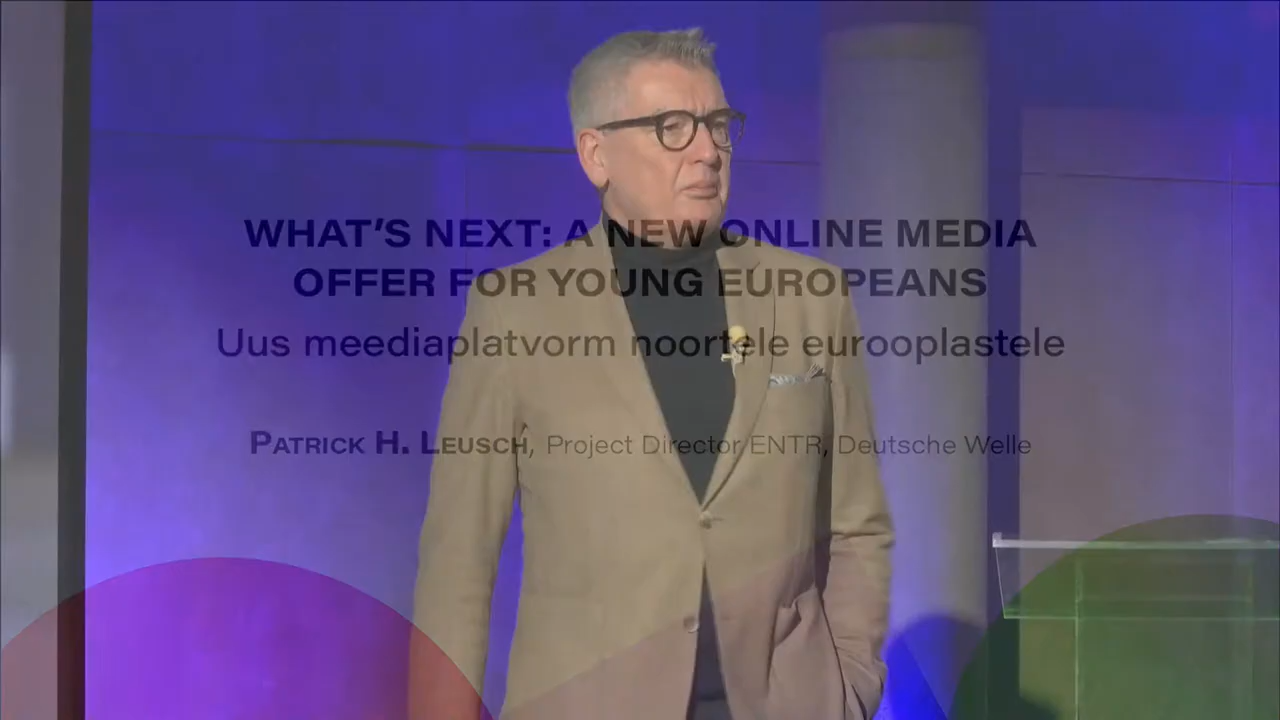 WHAT'S NEXT: A NEW ONLINE MEDIA
OFFER FOR YOUNG EUROPEANS
Uus meediaplatvorm noortele eurooplastele
PATRICK H. LEUSCH, Project Director ENTR, Deutsche Welle